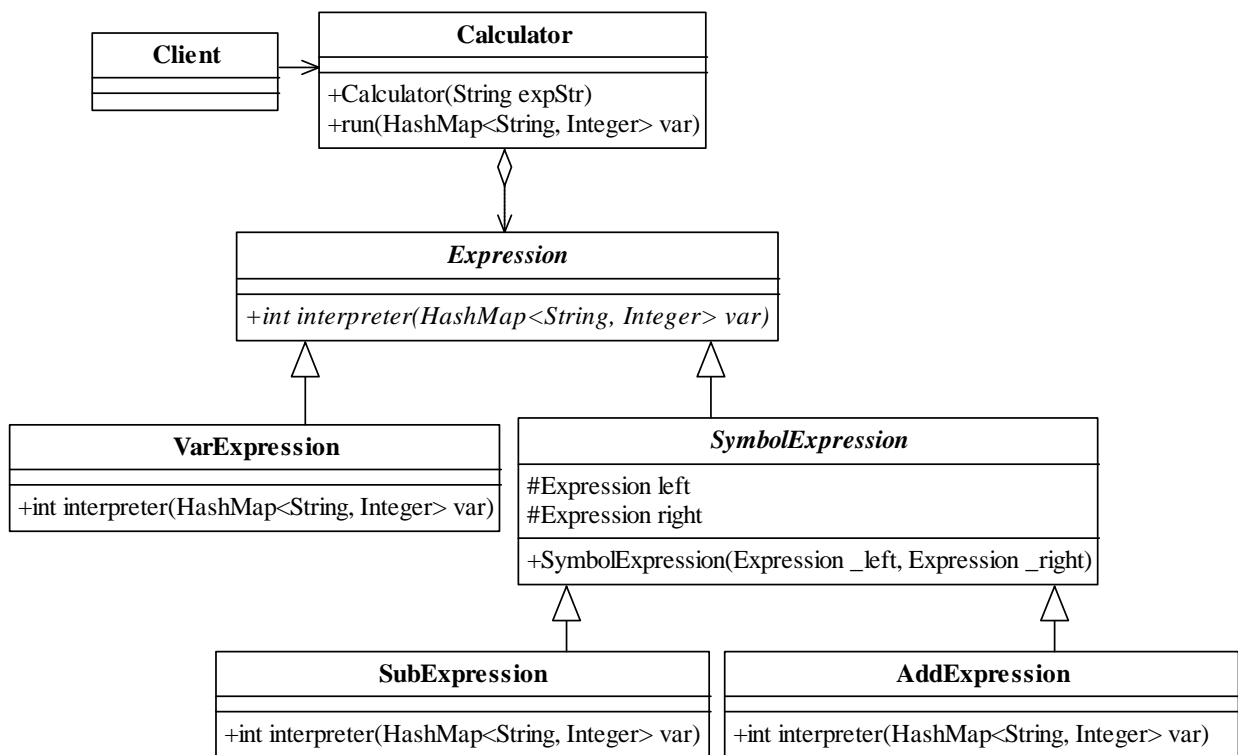 Client
Calculator
+Calculator(String expStr)
+run(HashMap<String, Integer> var)
Expression
+int interpreter(HashMap<String, Integer> var)
VarExpression
+int interpreter(HashMap<String, Integer> var)
SymbolExpression
#Expression left
#Expression right
+SymbolExpression(Expression _left, Expression _right)
SubExpression
+int interpreter(HashMap<String, Integer> var)
AddExpression
+int interpreter(HashMap<String, Integer> var)